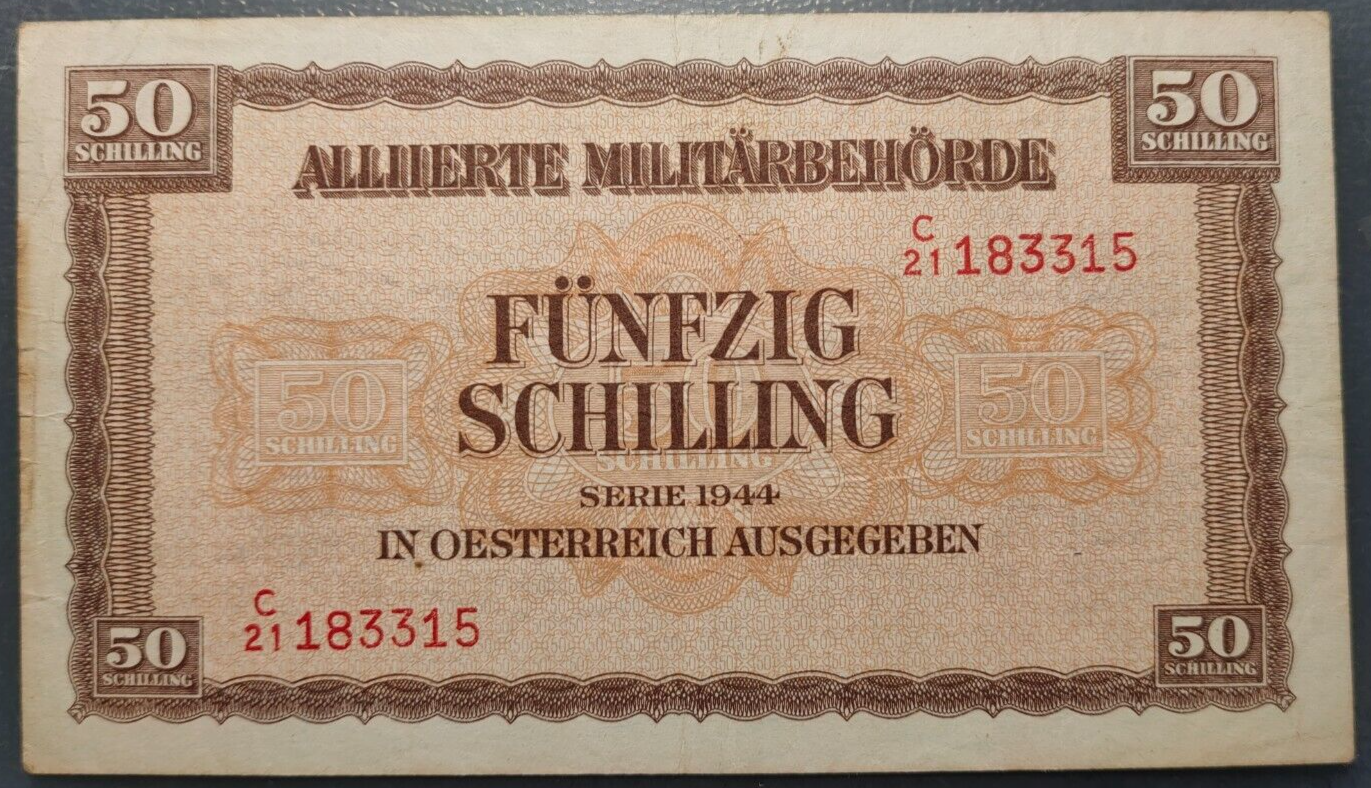 50
SCHILLING
50
SCHILLING
ALLIIERTE MILITÄRBEHÖRDE
C
21 183315
FÜNFZIG
SCHILLING
50
SCHILLING
50
SCHILLING
SCHILLING
SERIE 1944
IN OESTERREICH AUSGEGEBEN
C
21 183315
50
SCHILLING
50
SCHILLING